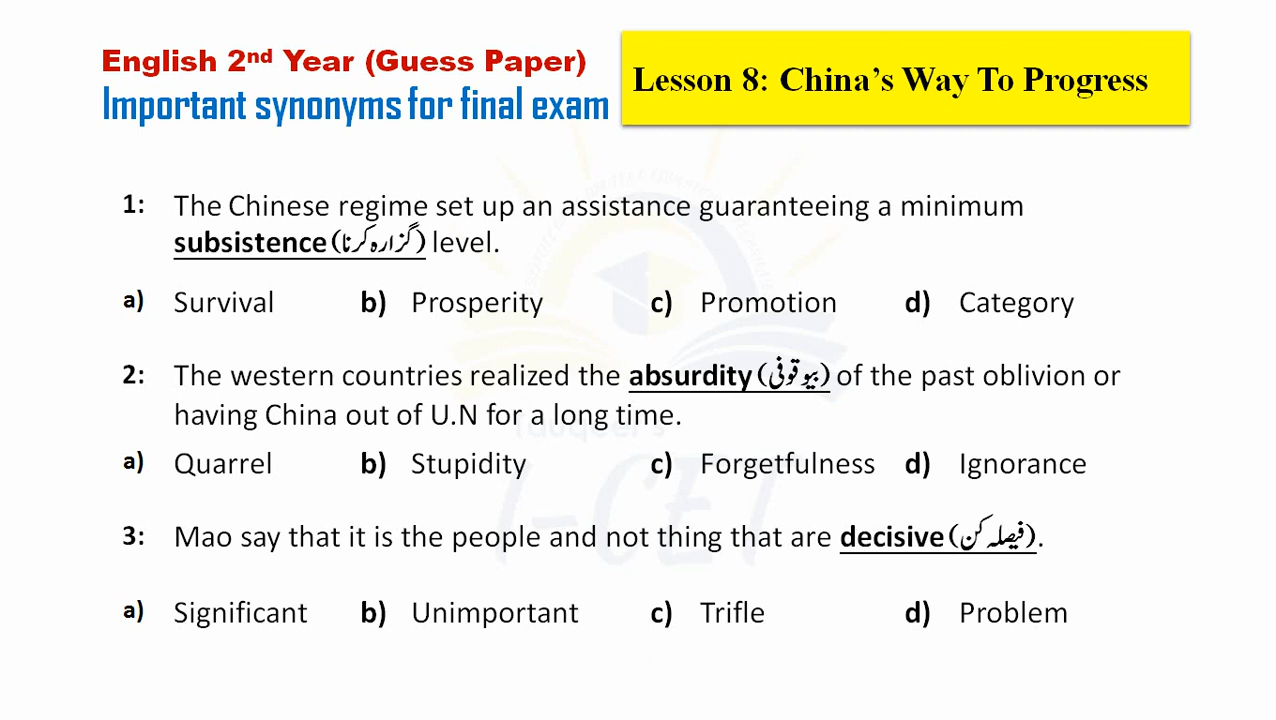 English 2nd Year (Guess Paper)
Important synonyms for final exam
Lesson 8: China's Way To Progress
1: The Chinese regime set up an assistance guaranteeing a minimum
subsistence (گزارہ کرنا) level.
a) Survival b) Prosperity c) Promotion d) Category
2: The western countries realized the absurdity (بیوقوفی) of the past oblivion or
having China out of U.N for a long time.
a) Quarrel b) Stupidity c) Forgetfulness d) Ignorance
3: Mao say that it is the people and not thing that are decisive (فیصلہ کن).
a) Significant b) Unimportant c) Trifle d) Problem
T-CET